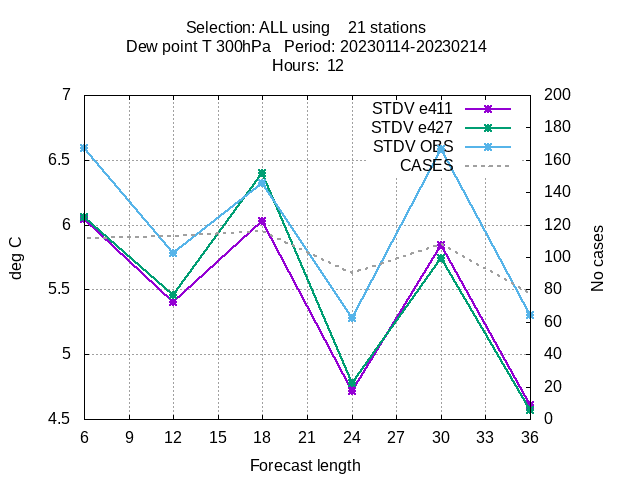 Selection: ALL using    21 stations
Dew point T 300hPa   Period: 20230114-20230214
Hours:  12
STDV e411
STDV e427
STDV OBS
CASES
7
6.5
6
5.5
5
4.5
200
180
160
140
120
100
80
60
40
20
0
deg C
No cases
6 9 12 15 18 21 24 27 30 33 36
Forecast length